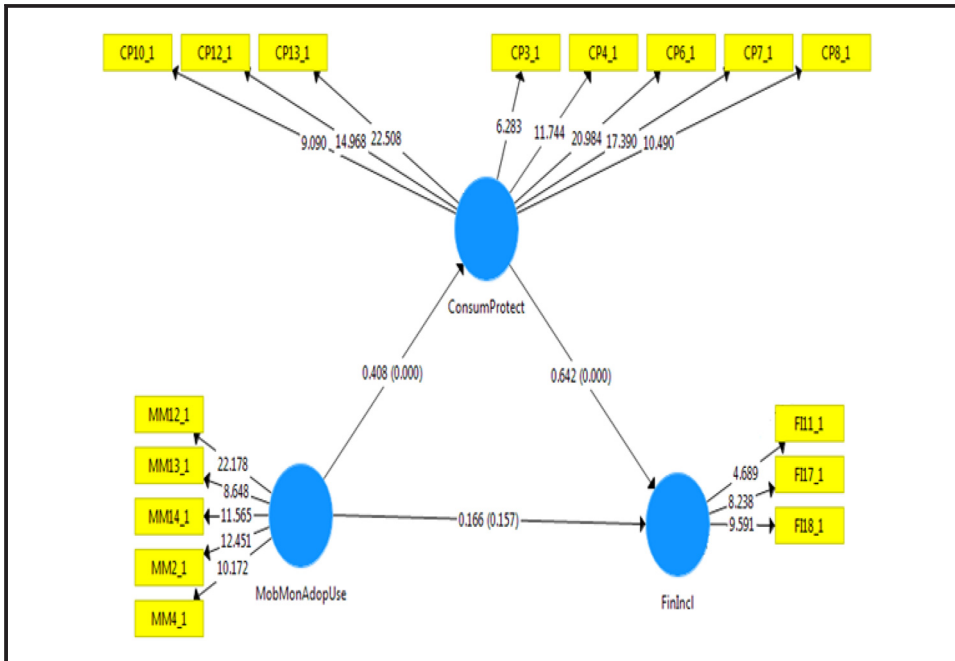 CP10_1 CP12_1 CP13_1 CP3_1 CP4_1 CP6_1 CP7_1 CP8_1
9.090 14.968 22.508 6.283 11.744 20.984 17.390 10.490
ConsumProtect
0.408 (0.000) 0.642 (0.000)
MM12_1
MM13_1
MM14_1
MM2_1
MM4_1
22.178
8.648
11.565
12.451
10.172
MobMonAdopUse
0.166 (0.157)
FI11_1
FI17_1
FI18_1
4.689
8.238
9.591
FinIncl